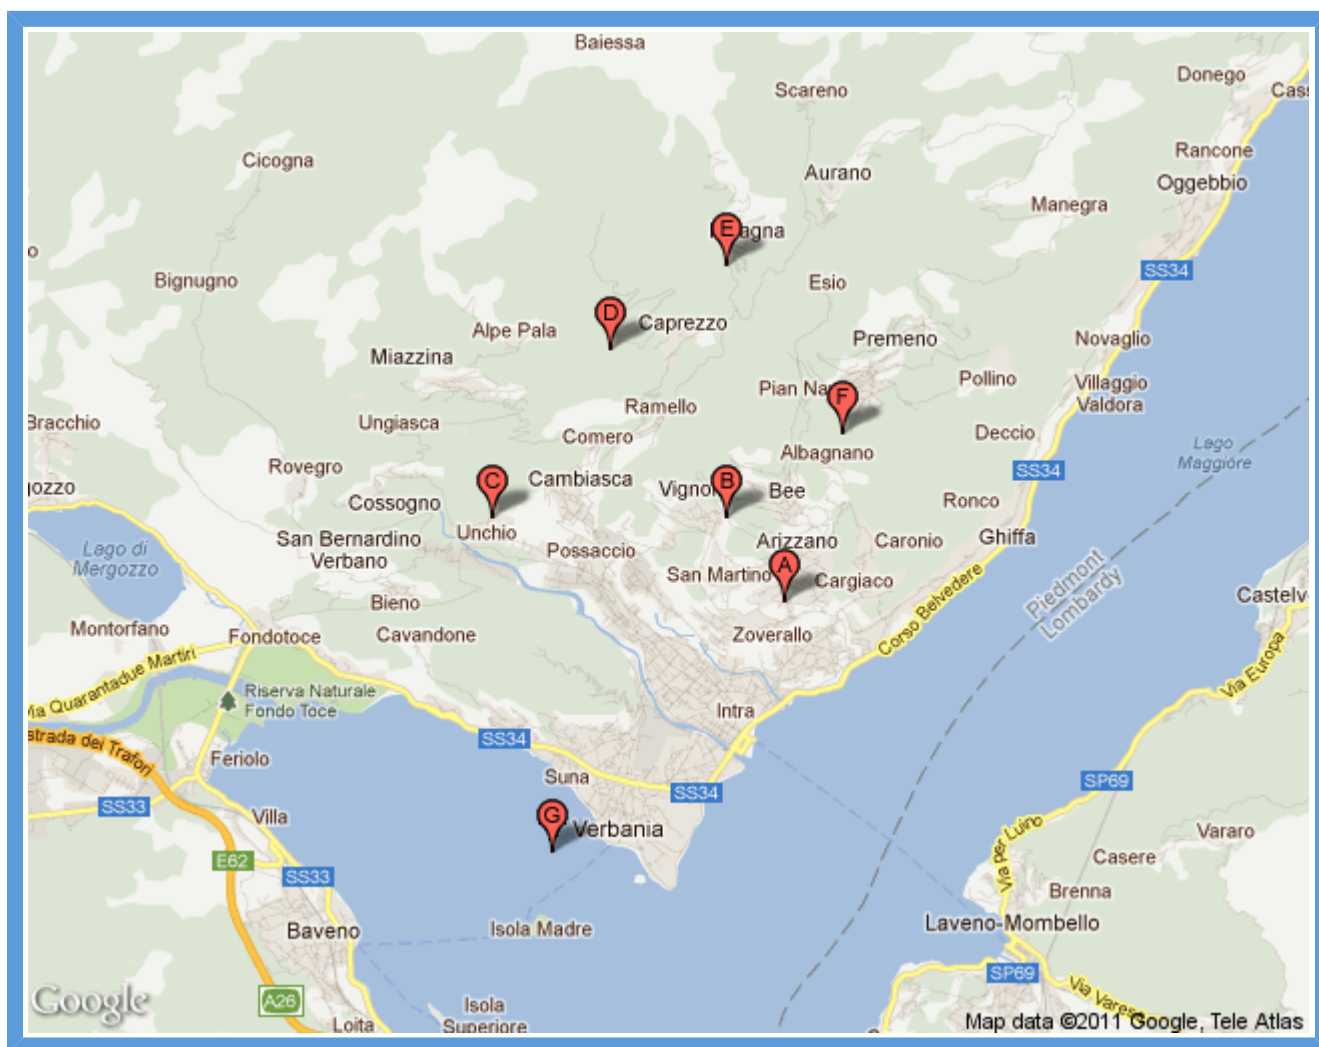 Baiessa
Donego
Scareno
Rancone
Cicogna
Aurano
Oggebbio
Manegra
E
SS34
Bignugno
Esio
D
Caprezzo
Alpe Pala
Premeno
Novaglio
Miazzina
Pollino
Villaggio
Valdora
F
Ramello
Bracchio
Ungiasca
Comero
Deccio
Albagnano
Lago
Maggiore
Rovegro
SS34
C
Cambiasca
B
Bee
Cossogno
Ronco
Unchio
San Bernardino
Verbano
Arizzano
Caronio
Ghiffa
Possaccio
Lago di
Mergozzo
A
San Martino
Cargiaco
Piedmont
Lombardy
Bieno
Corso Belvedere
Montorfano
Fondotoce
Cavandone
Zoverallo
Via Europa
Via Quarantadue Martiri
Riserva Naturale
Fondo Toce
Intra
SS34
strada dei Trafori
Feriolo
Suna
SP69
SS34
SS33
Villa
G
Verbania
Via per Luino
Vararo
Casere
E62
SS33
Brenna
Baveno
Isola Madre
Laveno-Mombello
SP69
Via Varese
Google
A26
Isola
Superiore
Loita
Map data ©2011 Google, Tele Atlas